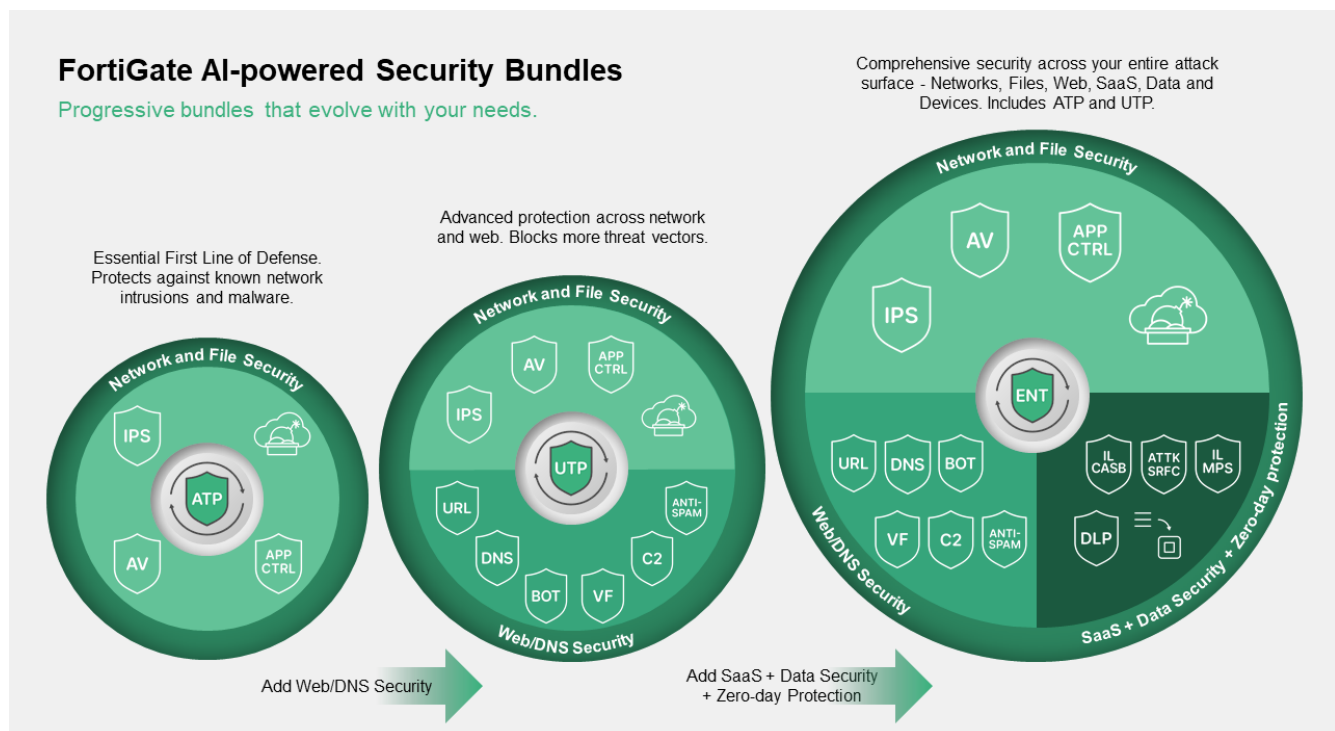 FortiGate AI-powered Security Bundles
Progressive bundles that evolve with your needs.
Essential First Line of Defense.
Protects against known network
intrusions and malware.
Network and File Security
IPS
ATP
AV
APP
CTRL
Add Web/DNS Security
Advanced protection across network
and web. Blocks more threat vectors.
Network and File Security
AV
APP
CTRL
IPS
UTP
URL
ANTI-
SPAM
DNS
C2
BOT
VF
Web/DNS Security
Add SaaS + Data Security
+ Zero-day Protection
Comprehensive security across your entire attack
surface - Networks, Files, Web, SaaS, Data and
Devices. Includes ATP and UTP.
Network and File Security
AV
APP
CTRL
IPS
ENT
URL
DNS
BOT
VF
C2
ANTI-
SPAM
Web/DNS Security
IL
CASB
ATTK
SRFC
IL
MPS
DLP
SaaS + Data Security + Zero-day protection